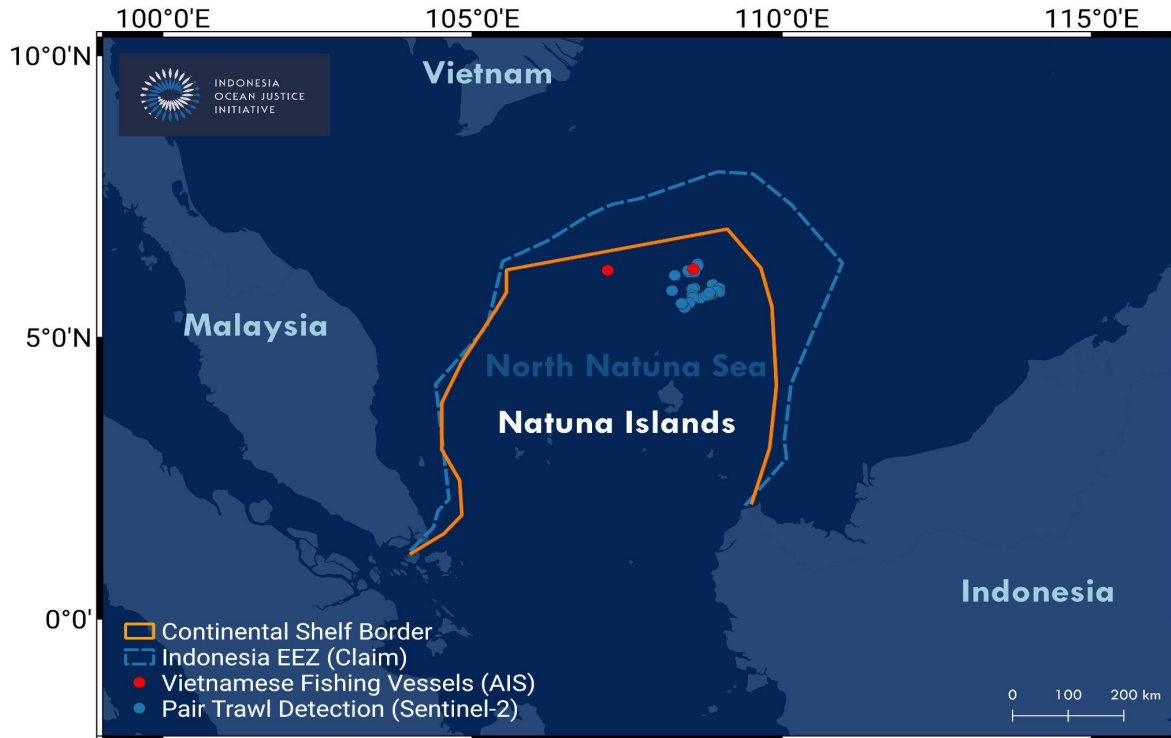 100°0'E 105°0'E 110°0'E 115°0'E
10°0'N
INDONESIA
OCEAN JUSTICE
INITIATIVE
Vietnam
Malaysia
5°0'N
North Natuna Sea
Natuna Islands
Indonesia
0°0'
Continental Shelf Border
Indonesia EEZ (Claim)
Vietnamese Fishing Vessels (AIS)
Pair Trawl Detection (Sentinel-2)
0 100 200 km